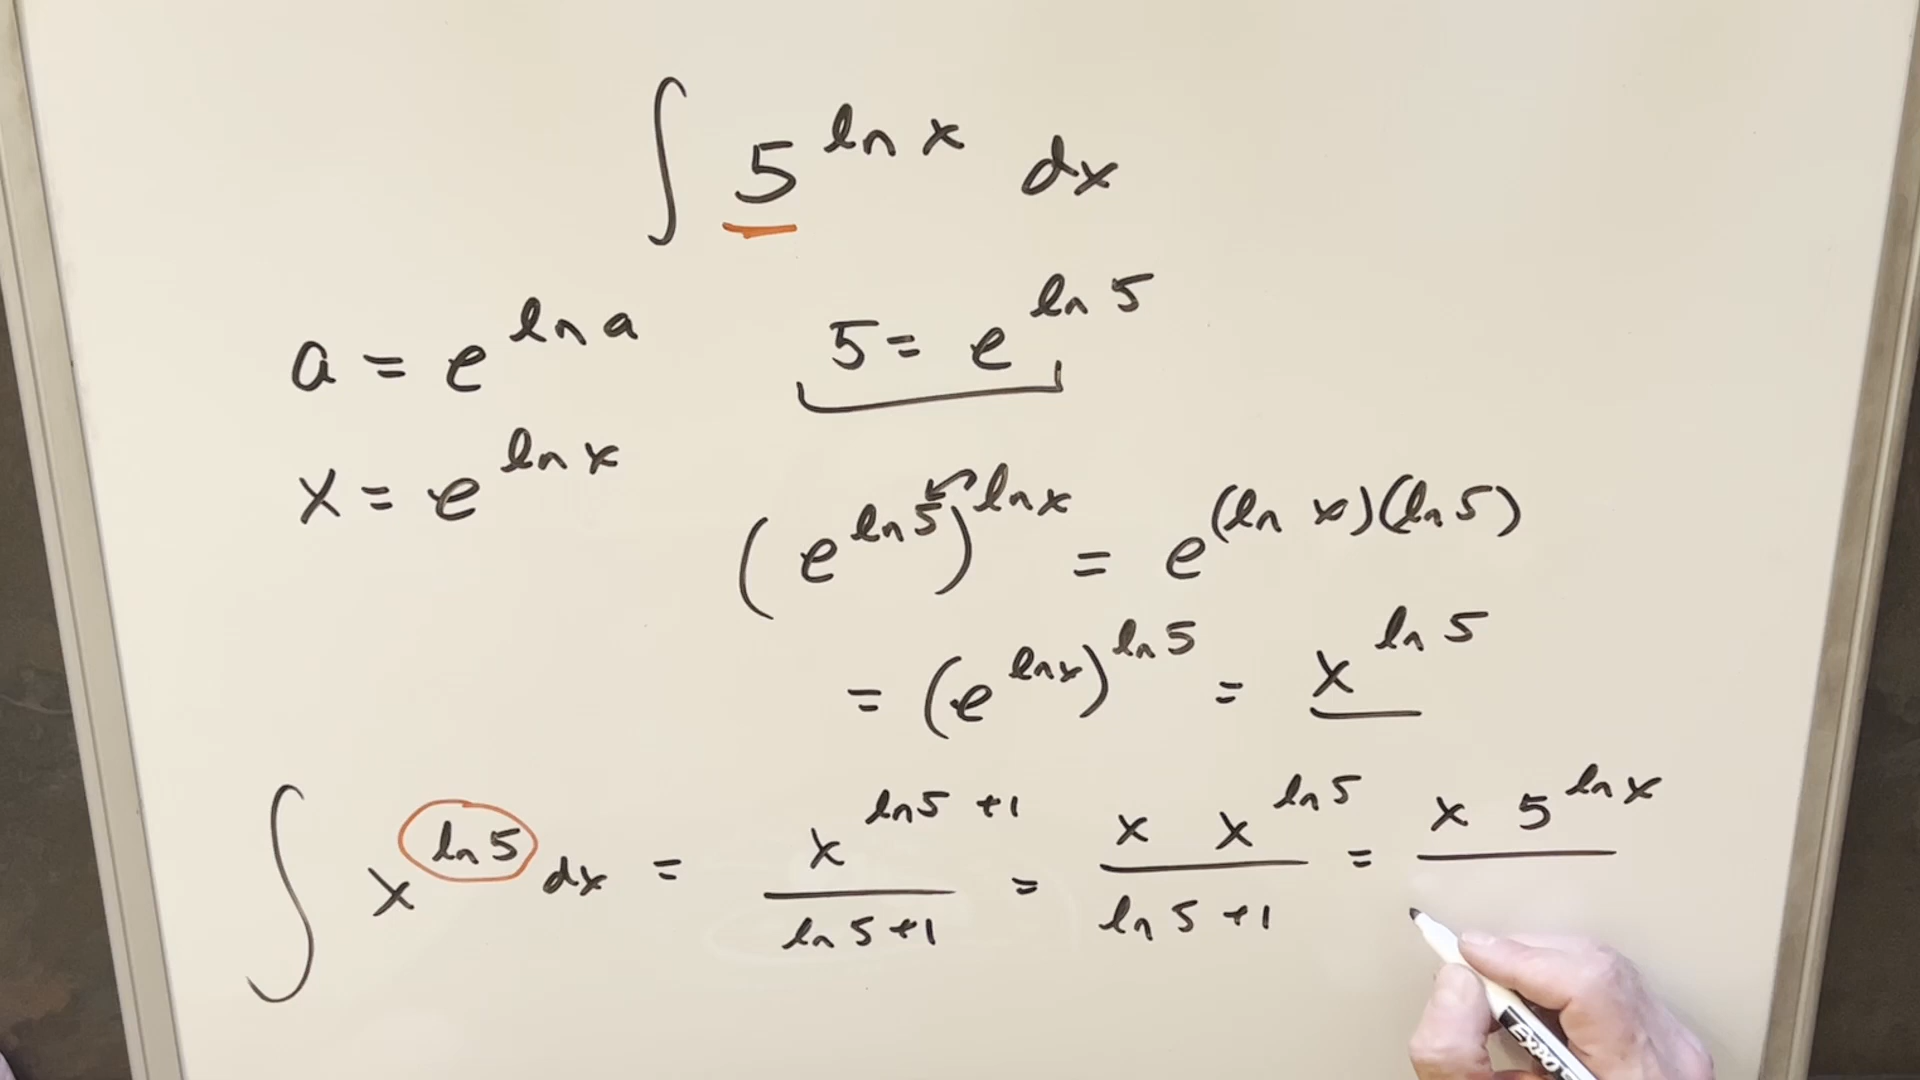 ∫ 5^(ln x) dx
a = e^(ln a)
5 = e^(ln 5)
x = e^(ln x)
(e^(ln 5))^(ln x) = e^((ln x)(ln 5))
= (e^(ln x))^(ln 5) = x^(ln 5)
∫ x^(ln 5) dx = x^(ln 5 + 1) / (ln 5 + 1) = x x^(ln 5) / (ln 5 + 1) = x 5^(ln x) /
EXPO